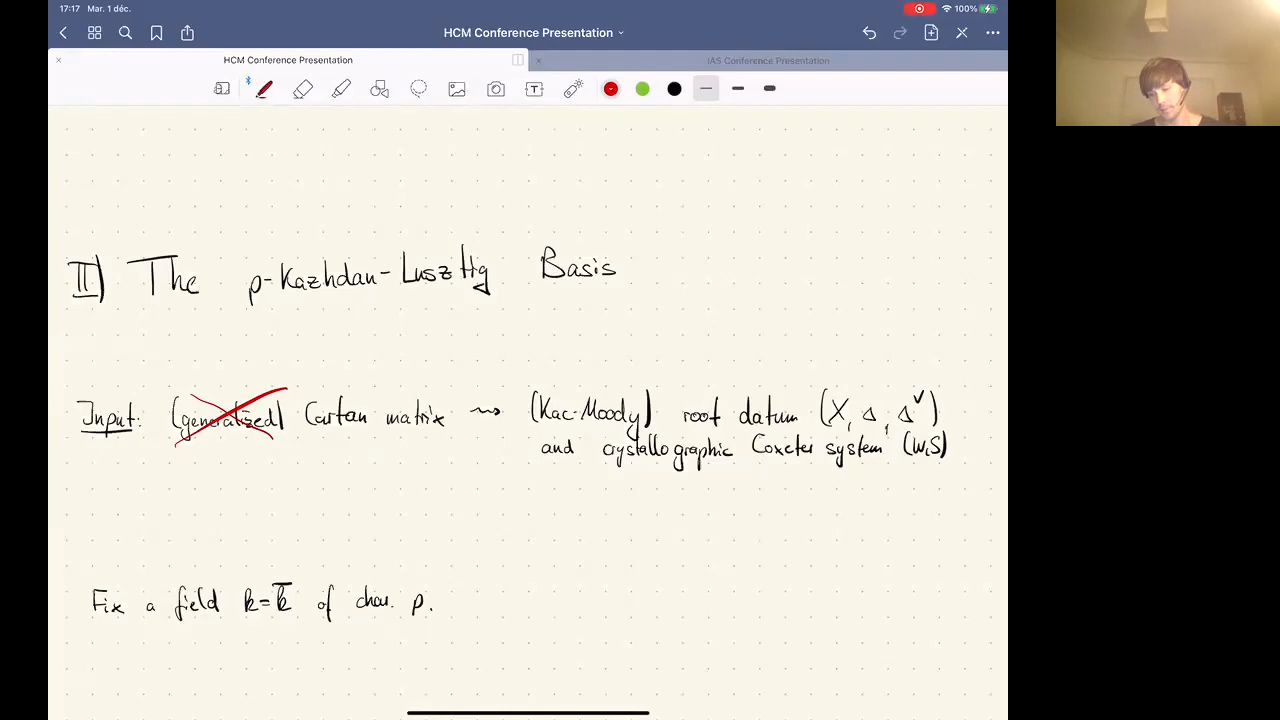 17:17 Mar. 1 déc.
100%
HCM Conference Presentation
HCM Conference Presentation
IAS Conference Presentation
II) The p-Kazhdan-Lusztig Basis
Input: (generalized) Cartan matrix ⇝ (Kac-Moody) root datum (X, Δ, Δ^∨)
and crystallographic Coxeter system (W,S)
Fix a field k=k̅ of char. p.